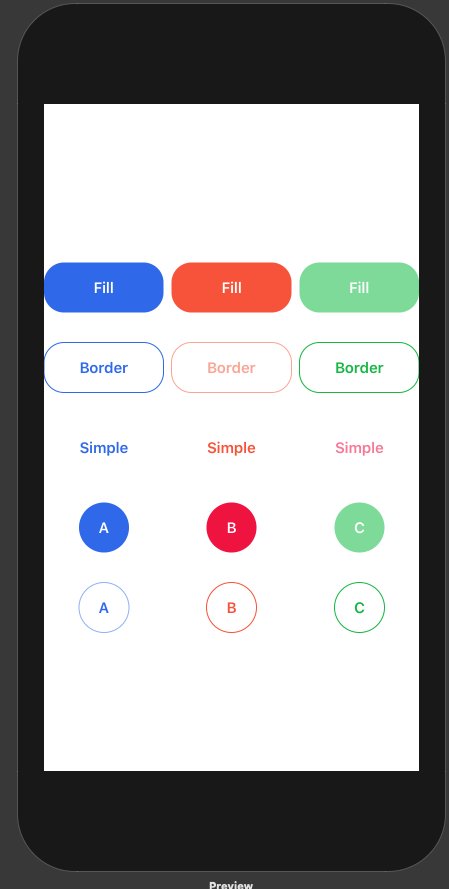 Fill Fill Fill
Border Border Border
Simple Simple Simple
A B C
A B C
Preview